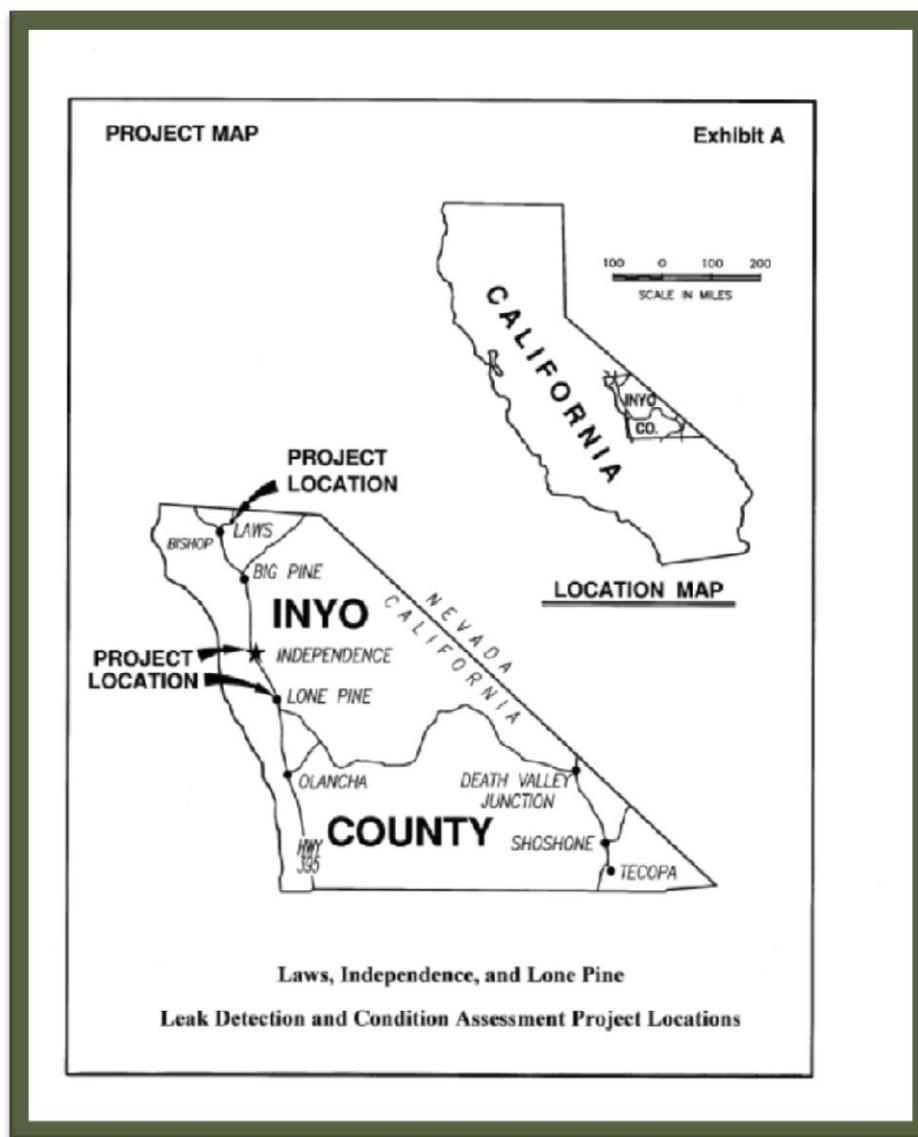 PROJECT MAP
Exhibit A
100 0 100 200
SCALE IN MILES
CALIFORNIA
INYO
CO.
LOCATION MAP
PROJECT
LOCATION
LAWS
BISHOP
BIG PINE
INYO
NEVADA
CALIFORNIA
PROJECT
LOCATION
INDEPENDENCE
LONE PINE
OLANCHA
DEATH VALLEY
JUNCTION
COUNTY
HWY
395
SHOSHONE
TECOPA
Laws, Independence, and Lone Pine
Leak Detection and Condition Assessment Project Locations